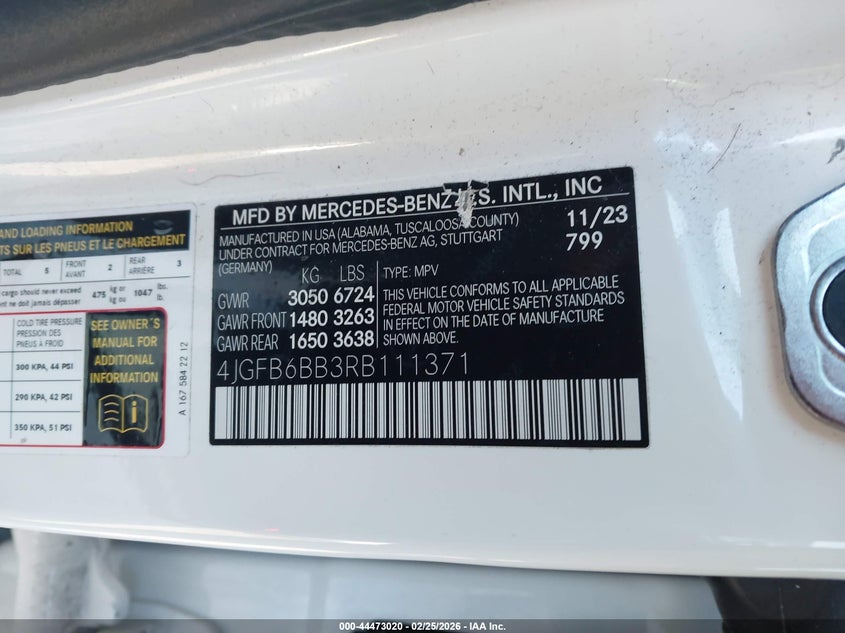 AND LOADING INFORMATION
TS SUR LES PNEUS ET LE CHARGEMENT
TOTAL 5 FRONT AVANT 2 REAR ARRIÈRE 3
cargo should never exceed 475 kg or 1047 lbs.
ent ne doit jamais dépasser kg ou lb.
COLD TIRE PRESSURE
PRESSION DES
PNEUS À FROID
300 KPA, 44 PSI
290 KPA, 42 PSI
350 KPA, 51 PSI
SEE OWNER´S
MANUAL FOR
ADDITIONAL
INFORMATION
A 167 584 22 12
MFD BY MERCEDES-BENZ S. INTL., INC
MANUFACTURED IN USA (ALABAMA, TUSCALOOSA COUNTY)
UNDER CONTRACT FOR MERCEDES-BENZ AG, STUTTGART
(GERMANY)
11/23
799
KG LBS
GVWR 3050 6724
GAWR FRONT 1480 3263
GAWR REAR 1650 3638
TYPE: MPV
THIS VEHICLE CONFORMS TO ALL APPLICABLE
FEDERAL MOTOR VEHICLE SAFETY STANDARDS
IN EFFECT ON THE DATE OF MANUFACTURE
SHOWN ABOVE.
4JGFB6BB3RB111371
000-44473020 - 02/25/2026 - IAA Inc.